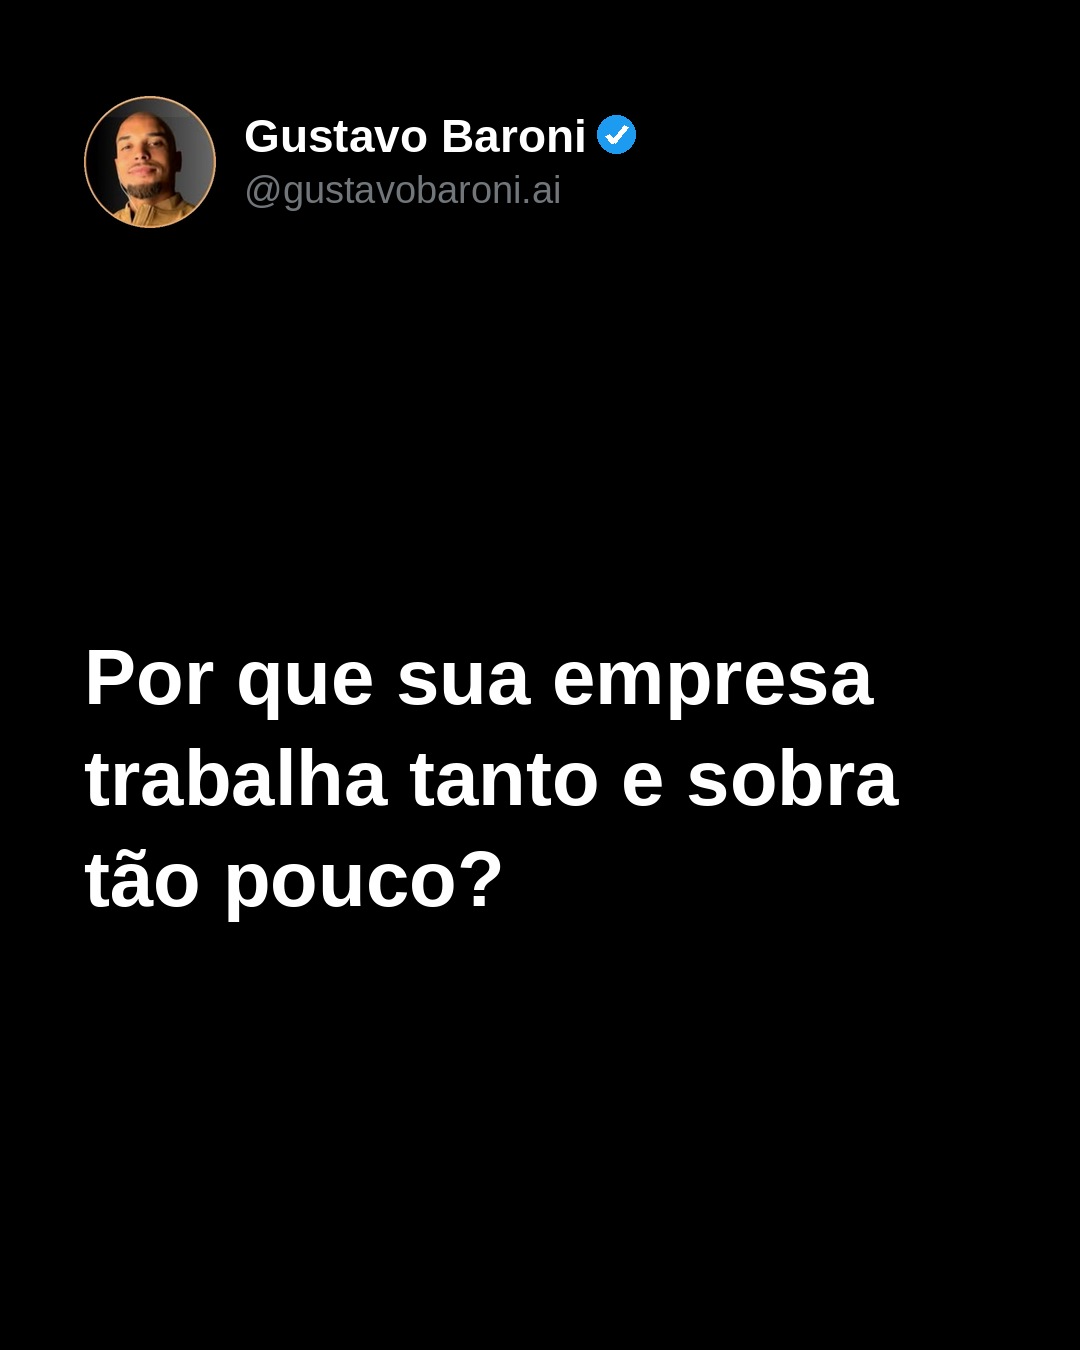 Gustavo Baroni
@gustavobaroni.ai
Por que sua empresa
trabalha tanto e sobra
tão pouco?